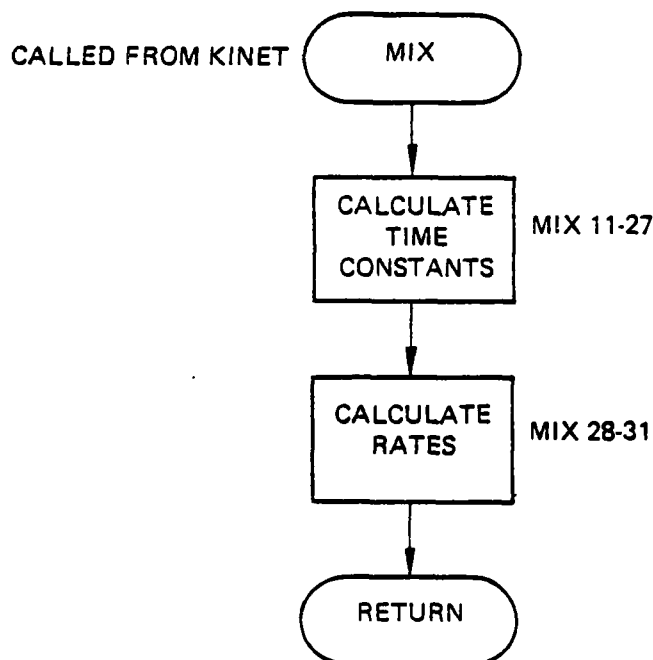 CALLED FROM KINET
MIX
CALCULATE
TIME
CONSTANTS
MIX 11-27
CALCULATE
RATES
MIX 28-31
RETURN